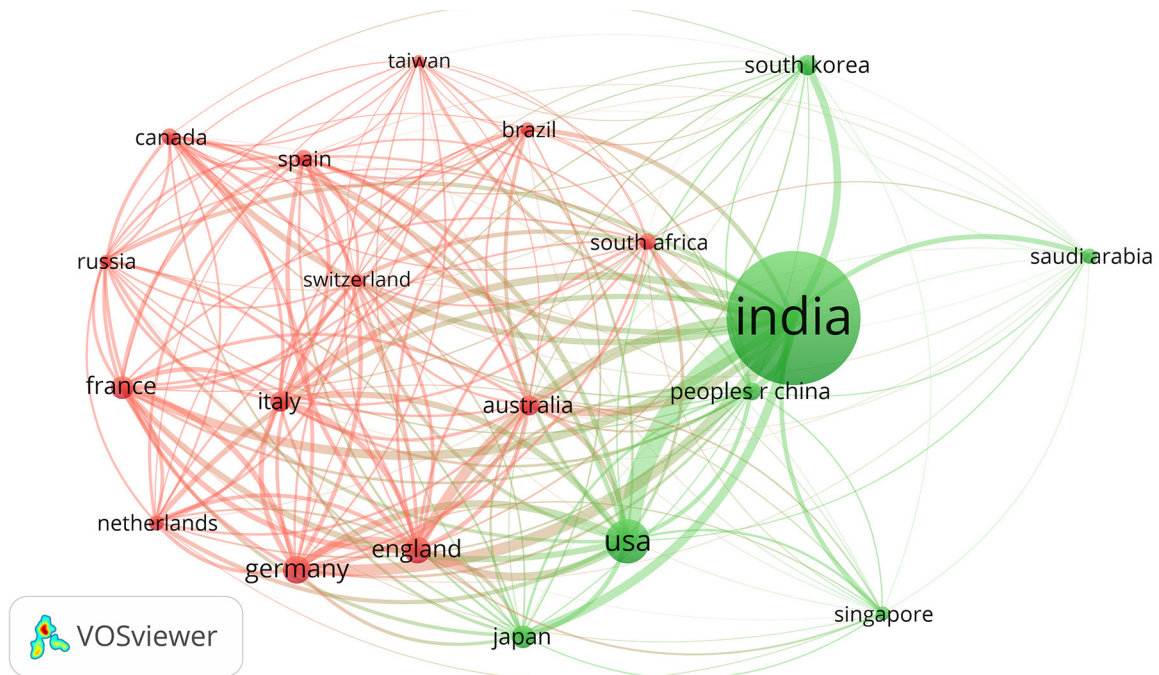 taiwan
south korea
brazil
canada
spain
south africa
saudi arabia
russia
switzerland
india
france
peoples r china
italy
australia
netherlands
usa
england
germany
singapore
japan
VOSviewer